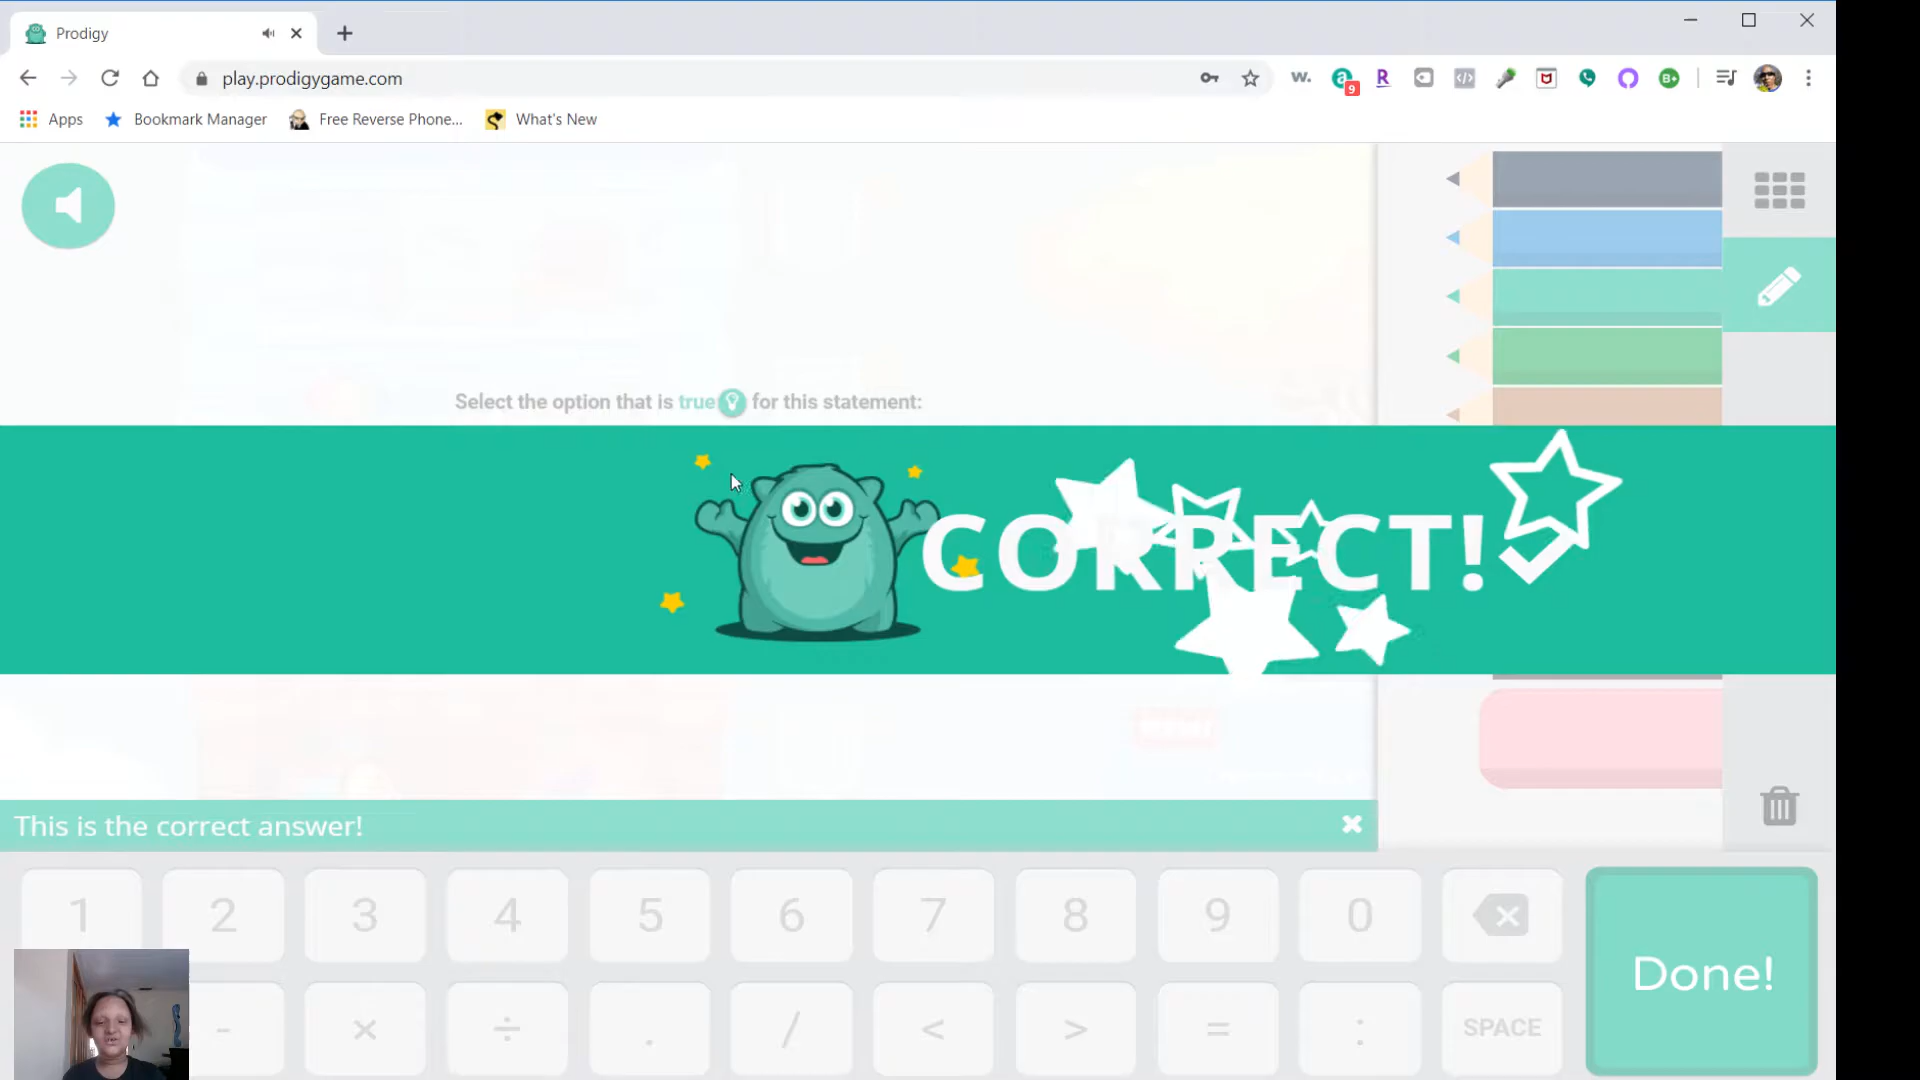 Prodigy
play.prodigygame.com
w.
a
9
R
B+
Apps
Bookmark Manager
Free Reverse Phone...
What's New
Select the option that is true for this statement:
CORRECT!
This is the correct answer!
1 2 3 4 5 6 7 8 9 0
- × ÷ . / < > = : SPACE
Done!